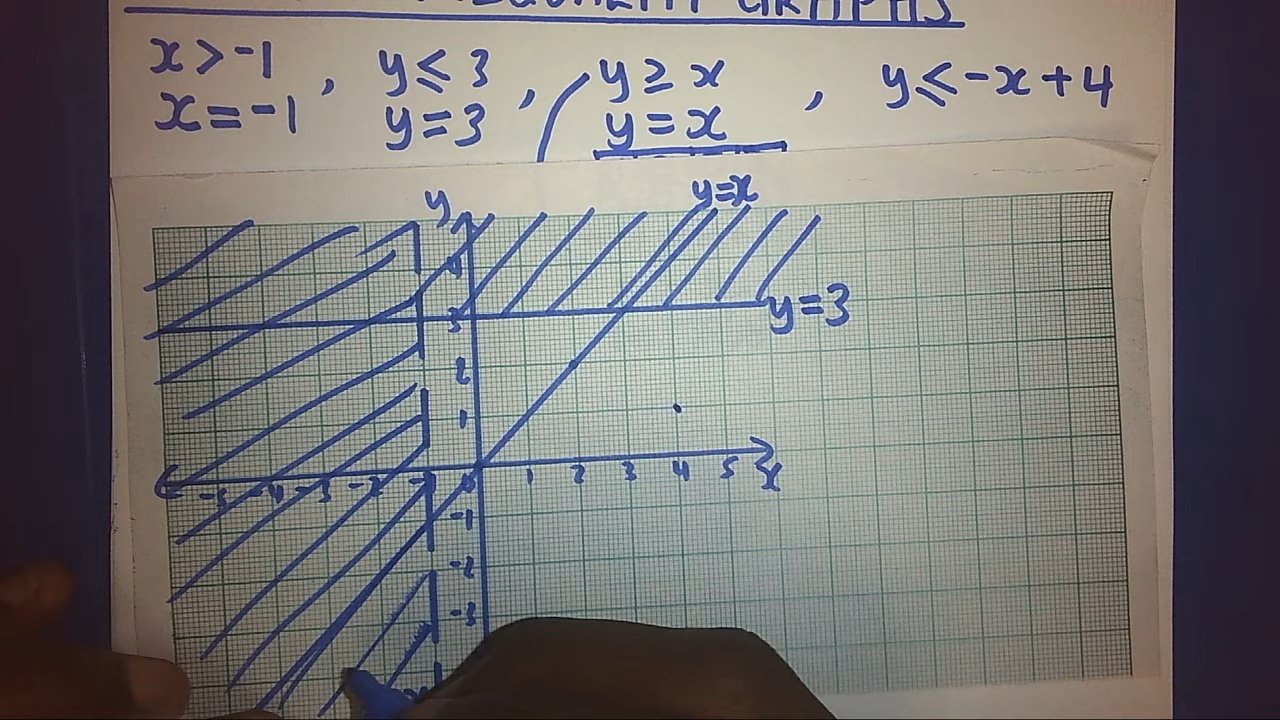 GRAPHS
x > -1 , y ≤ 3 , y ≥ x , y ≤ -x + 4
x = -1 y = 3 y = x
y y=x
4
3 y=3
2
1
-5 -4 -3 -2 -1 0 1 2 3 4 5 x
-1
-2
-3